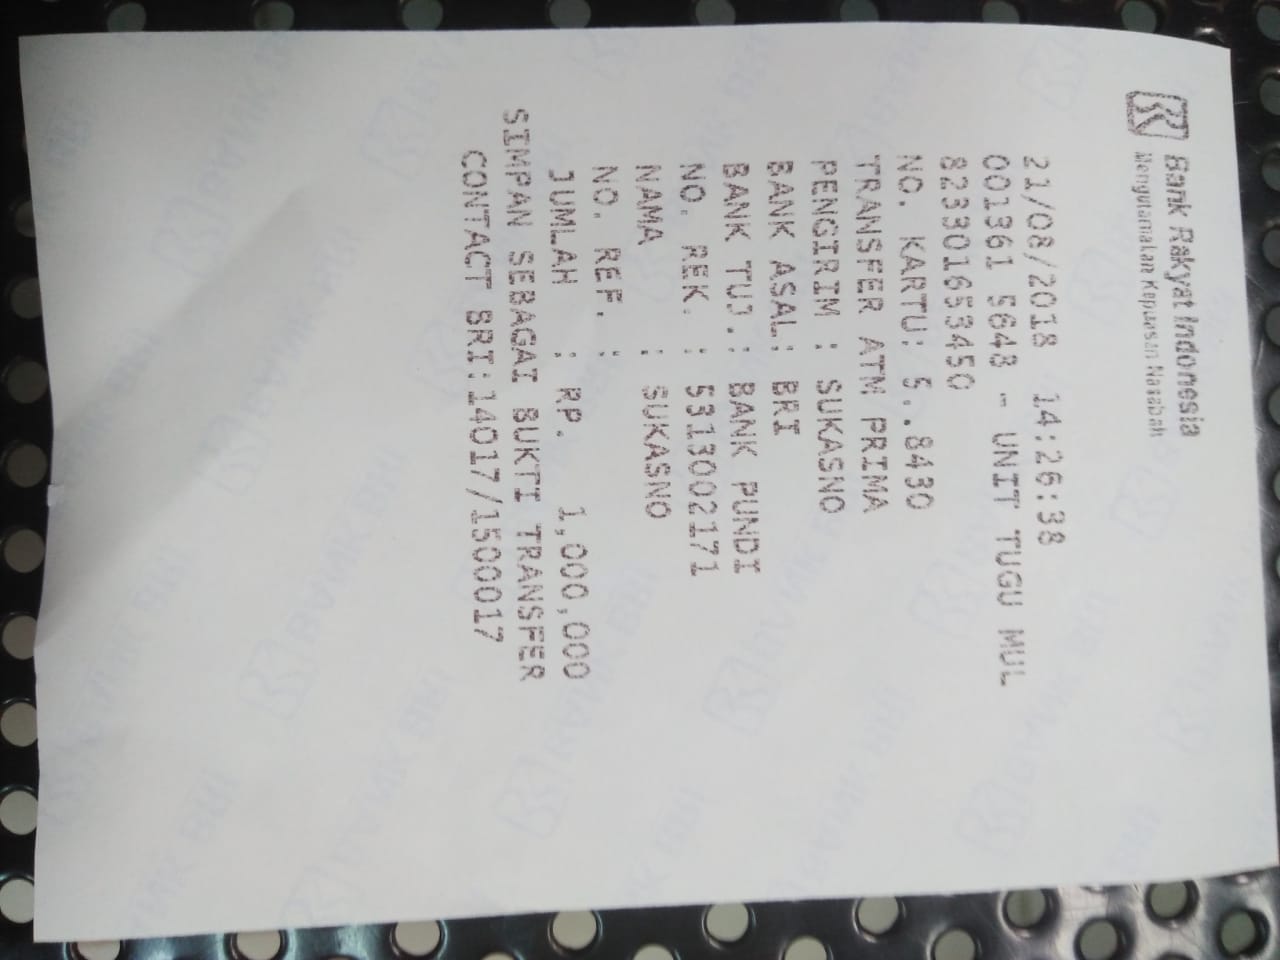 Bank Rakyat Indonesia
Mengutamakan Kepuasan Nasabah
21/08/2018 14:26:38
001361 5648 - UNIT TUGU MUL
823301653450
NO. KARTU: 5..8430
TRANSFER ATM PRIMA
PENGIRIM : SUKASNO
BANK ASAL: BRI
BANK TUJ.: BANK PUNDI
NO. REK. : 5313002171
NAMA : SUKASNO
NO. REF. :
JUMLAH : RP. 1,000,000
SIMPAN SEBAGAI BUKTI TRANSFER
CONTACT BRI:14017/1500017